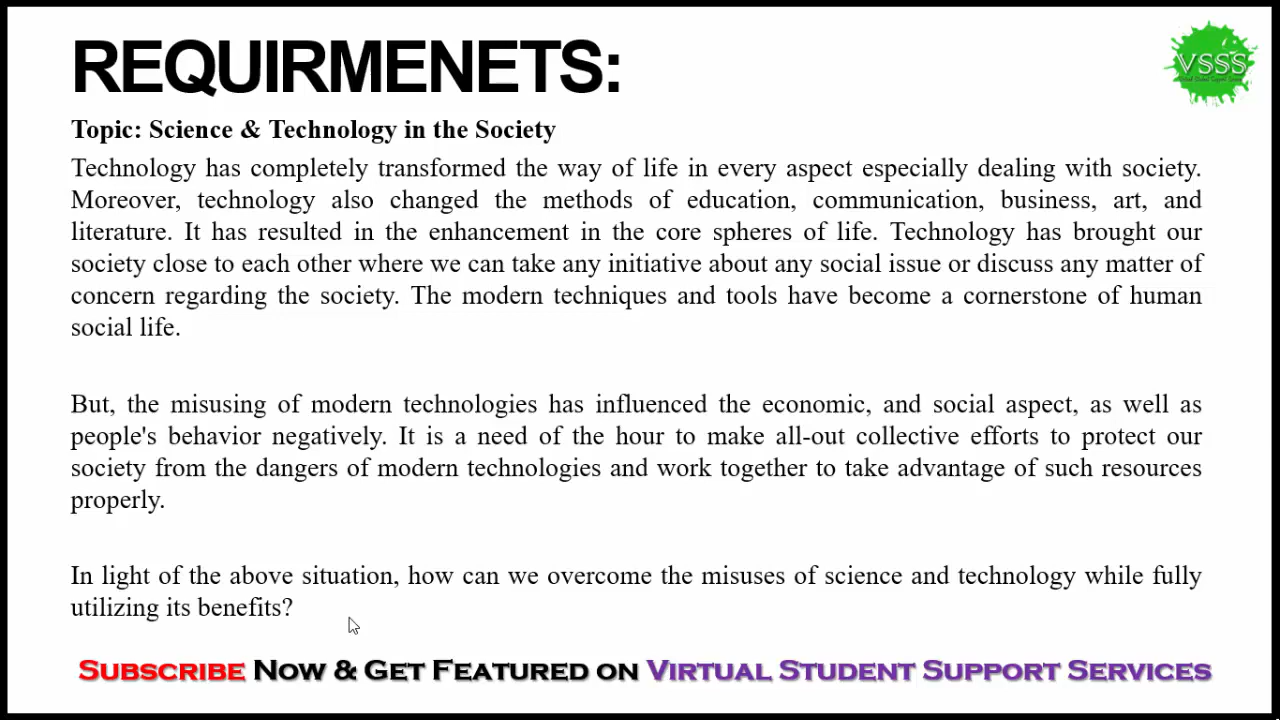 REQUIRMENETS:
VSSS
Topic: Science & Technology in the Society
Technology has completely transformed the way of life in every aspect especially dealing with society.
Moreover, technology also changed the methods of education, communication, business, art, and
literature. It has resulted in the enhancement in the core spheres of life. Technology has brought our
society close to each other where we can take any initiative about any social issue or discuss any matter of
concern regarding the society. The modern techniques and tools have become a cornerstone of human
social life.
But, the misusing of modern technologies has influenced the economic, and social aspect, as well as
people's behavior negatively. It is a need of the hour to make all-out collective efforts to protect our
society from the dangers of modern technologies and work together to take advantage of such resources
properly.
In light of the above situation, how can we overcome the misuses of science and technology while fully
utilizing its benefits?
Subscribe Now & Get Featured on Virtual Student Support Services